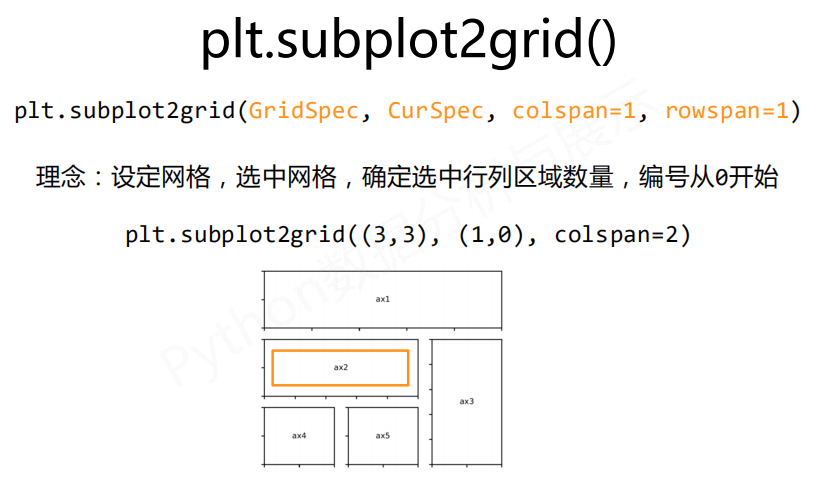 plt.subplot2grid()
plt.subplot2grid(GridSpec, CurSpec, colspan=1, rowspan=1)
理念：设定网格，选中网格，确定选中行列区域数量，编号从0开始
plt.subplot2grid((3,3), (1,0), colspan=2)
ax1
ax2
ax3
ax4
ax5
Python数据分析与展示